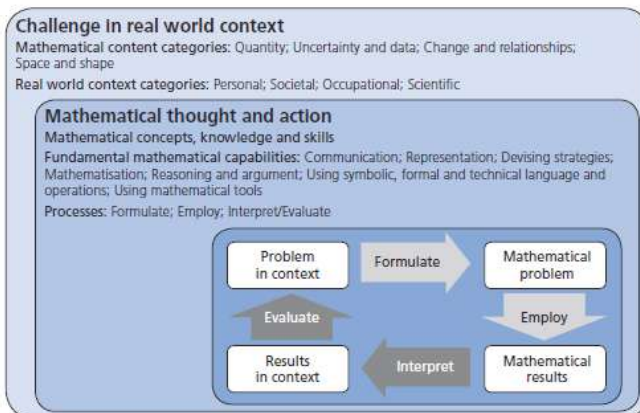 Challenge in real world context
Mathematical content categories: Quantity; Uncertainty and data; Change and relationships;
Space and shape
Real world context categories: Personal; Societal; Occupational; Scientific
Mathematical thought and action
Mathematical concepts, knowledge and skills
Fundamental mathematical capabilities: Communication; Representation; Devising strategies;
Mathematisation; Reasoning and argument; Using symbolic, formal and technical language and
operations; Using mathematical tools
Processes: Formulate; Employ; Interpret/Evaluate
Problem
in context
Formulate
Mathematical
problem
Evaluate
Employ
Results
in context
Interpret
Mathematical
results